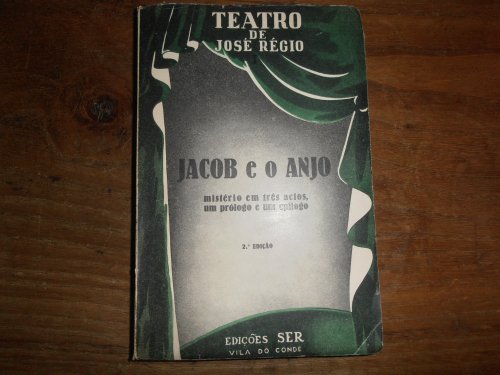 TEATRO
DE
JOSÉ RÉGIO
JACOB e o ANJO
mistério em três actos,
um prólogo e um epílogo
2.ª EDIÇÃO
EDIÇÕES SER
VILA DO CONDE